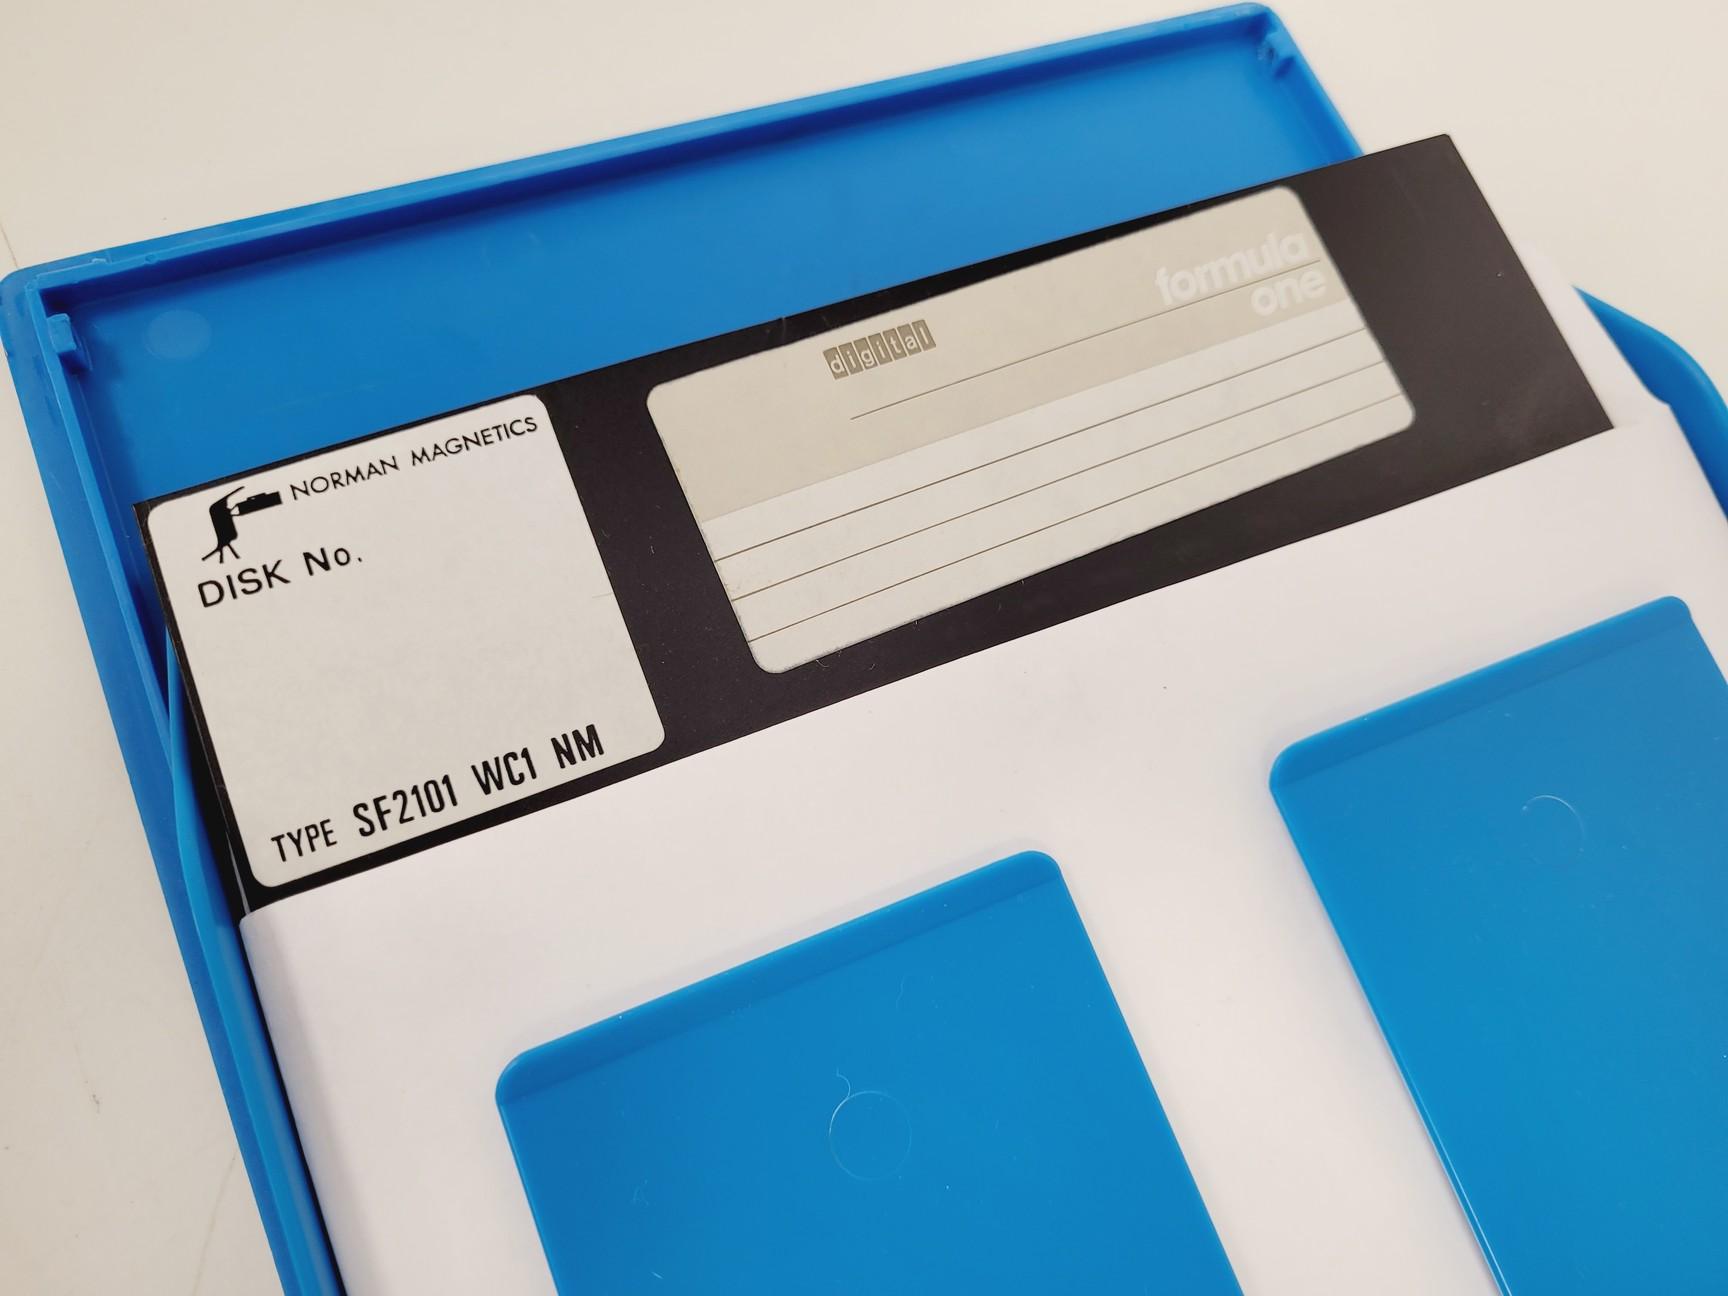 NORMAN MAGNETICS
DISK No.
TYPE SF2101 WC1 NM
digital
formula
one